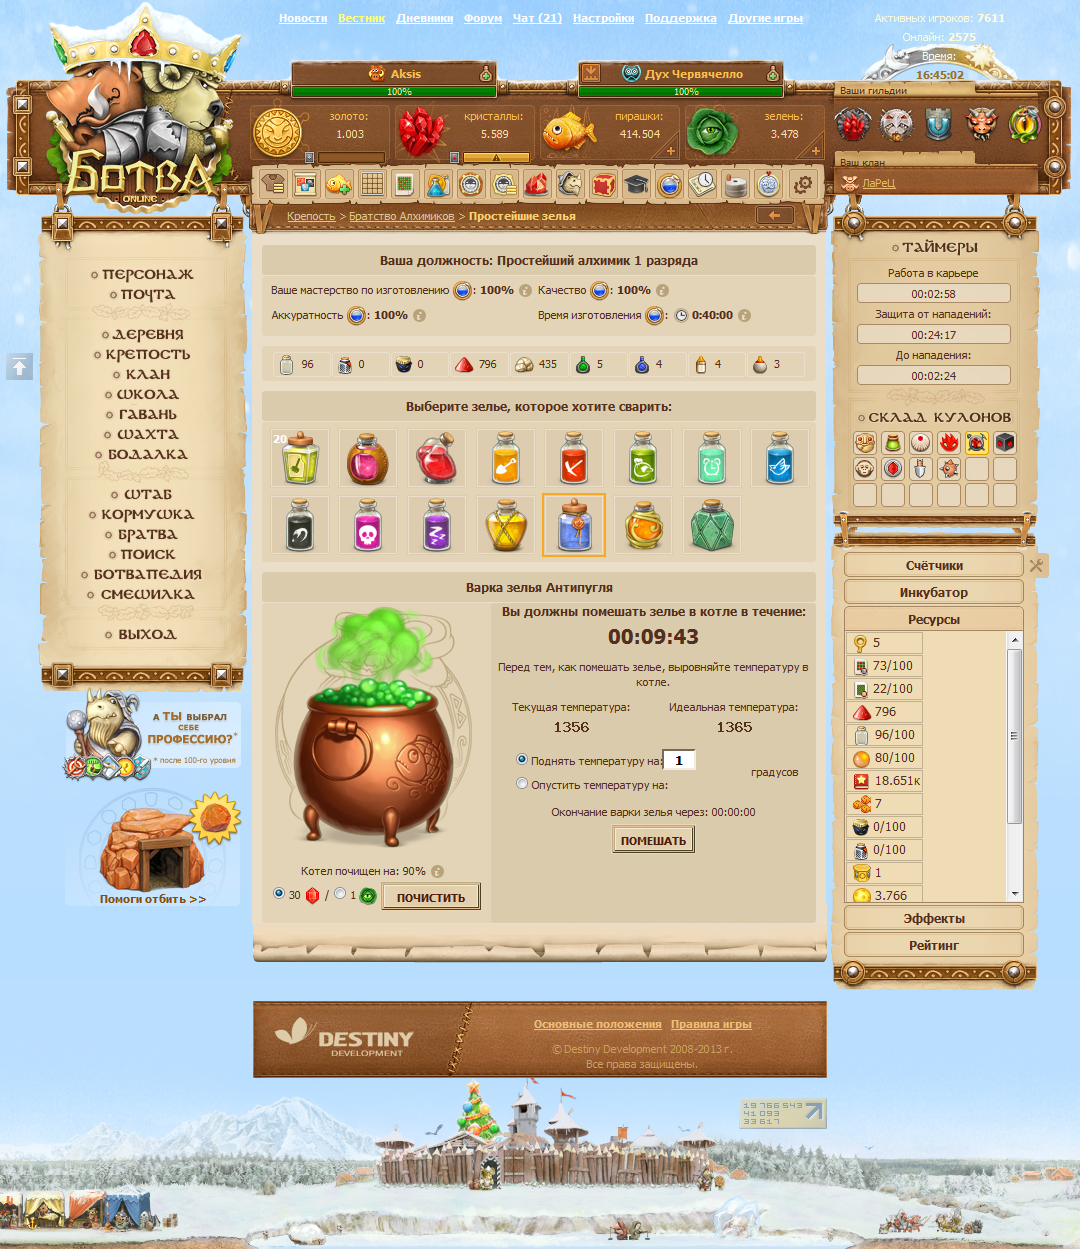 Новости Вестник Дневники Форум Чат (21) Настройки Поддержка Другие игры
Активных игроков: 7611
Онлайн: 2575
Время:
16:45:02
Aksis
100%
Дух Червячелло
100%
золото:
1.003
кристаллы:
5.589
пирашки:
414.504
зелень:
3.478
Ваши гильдии
Ваш клан
ЛаРеЦ
БОТВА
ONLINE
Крепость > Братство Алхимиков > Простейшие зелья
ПЕРСОНАЖ
ПОЧТА
ДЕРЕВНЯ
КРЕПОСТЬ
КЛАН
ШКОЛА
ГАВАНЬ
ШАХТА
БОДАЛКА
ШТАБ
КОРМУШКА
БРАТВА
ПОИСК
БОТВАПЕДИЯ
СМЕШИЛКА
ВЫХОД
А ТЫ ВЫБРАЛ
СЕБЕ
ПРОФЕССИЮ?*
* после 100-го уровня
Помоги отбить >>
Ваша должность: Простейший алхимик 1 разряда
Ваше мастерство по изготовлению : 100% Качество : 100%
Аккуратность : 100% Время изготовления : 0:40:00
96 0 0 796 435 5 4 4 3
Выберите зелье, которое хотите сварить:
20
Варка зелья Антипугля
Вы должны помешать зелье в котле в течение:
00:09:43
Перед тем, как помешать зелье, выровняйте температуру в
котле.
Текущая температура: Идеальная температура:
1356 1365
Поднять температуру на: 1
Опустить температуру на:
градусов
Окончание варки зелья через: 00:00:00
ПОМЕШАТЬ
Котел почищен на: 90%
30 / 1 ПОЧИСТИТЬ
ТАЙМЕРЫ
Работа в карьере
00:02:58
Защита от нападений:
00:24:17
До нападения:
00:02:24
СКЛАД КУЛОНОВ
Счётчики
Инкубатор
Ресурсы
5
73/100
22/100
796
96/100
80/100
18.651к
7
0/100
0/100
1
3.766
Эффекты
Рейтинг
DESTINY
DEVELOPMENT
Основные положения Правила игры
© Destiny Development 2008-2013 г.
Все права защищены.
19 766 543
41 093
33 617